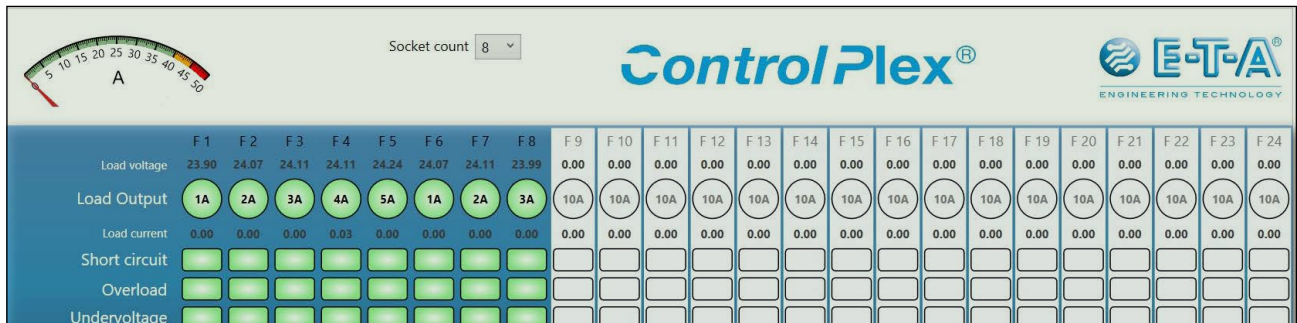 5 10 15 20 25 30 35 40 45 50
A
Socket count 8
ControlPlex®
E-T-A®
ENGINEERING TECHNOLOGY
F 1 F 2 F 3 F 4 F 5 F 6 F 7 F 8 F 9 F 10 F 11 F 12 F 13 F 14 F 15 F 16 F 17 F 18 F 19 F 20 F 21 F 22 F 23 F 24
Load voltage 23.90 24.07 24.11 24.11 24.24 24.07 24.11 23.99 0.00 0.00 0.00 0.00 0.00 0.00 0.00 0.00 0.00 0.00 0.00 0.00 0.00 0.00 0.00 0.00
Load Output 1A 2A 3A 4A 5A 1A 2A 3A 10A 10A 10A 10A 10A 10A 10A 10A 10A 10A 10A 10A 10A 10A 10A 10A
Load current 0.00 0.00 0.00 0.03 0.00 0.00 0.00 0.00 0.00 0.00 0.00 0.00 0.00 0.00 0.00 0.00 0.00 0.00 0.00 0.00 0.00 0.00 0.00 0.00
Short circuit
Overload
Undervoltage